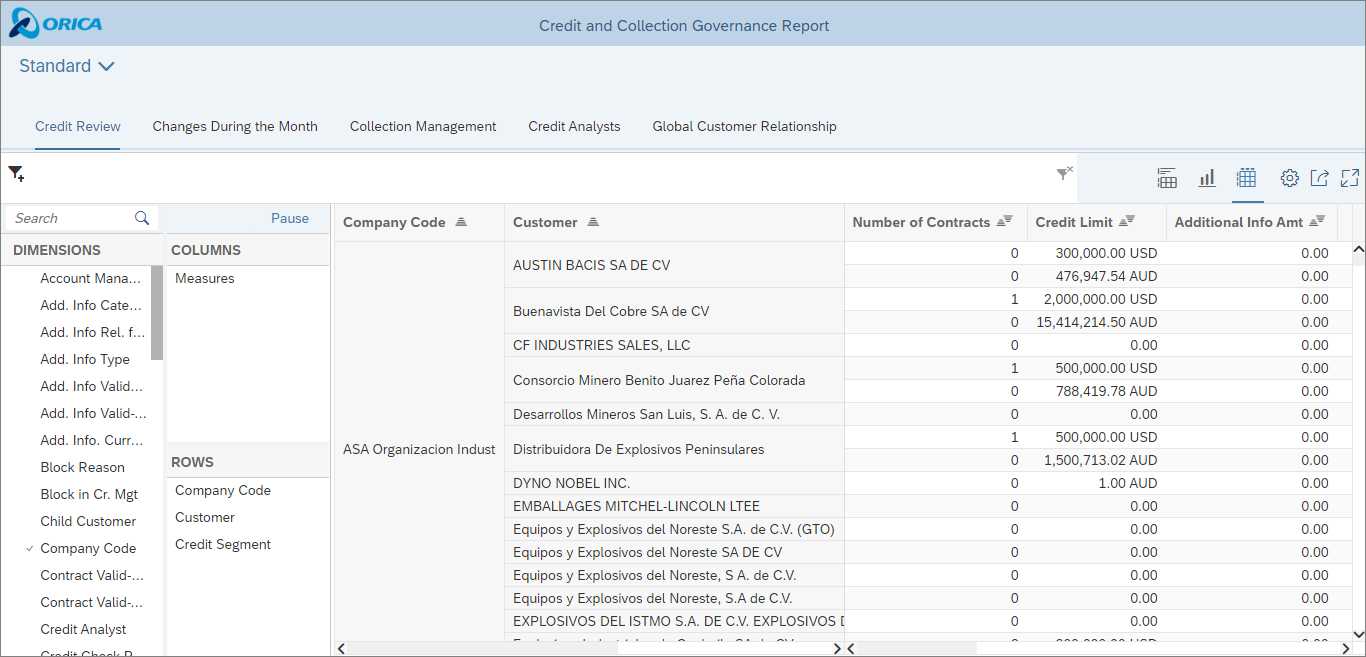 ORICA
Credit and Collection Governance Report
Standard
Credit Review Changes During the Month Collection Management Credit Analysts Global Customer Relationship
Search Pause
DIMENSIONS
Account Mana...
Add. Info Cate...
Add. Info Rel. f...
Add. Info Type
Add. Info Valid...
Add. Info Valid-...
Add. Info. Curr...
Block Reason
Block in Cr. Mgt
Child Customer
Company Code
Contract Valid-...
Contract Valid-...
Credit Analyst
COLUMNS
Measures
ROWS
Company Code
Customer
Credit Segment
Company Code Customer Number of Contracts Credit Limit Additional Info Amt
ASA Organizacion Indust
AUSTIN BACIS SA DE CV 0 300,000.00 USD 0.00
0 476,947.54 AUD 0.00
Buenavista Del Cobre SA de CV 1 2,000,000.00 USD 0.00
0 15,414,214.50 AUD 0.00
CF INDUSTRIES SALES, LLC 0 0.00 0.00
Consorcio Minero Benito Juarez Peña Colorada 1 500,000.00 USD 0.00
0 788,419.78 AUD 0.00
Desarrollos Mineros San Luis, S. A. de C. V. 0 0.00 0.00
Distribuidora De Explosivos Peninsulares 1 500,000.00 USD 0.00
0 1,500,713.02 AUD 0.00
DYNO NOBEL INC. 0 1.00 AUD 0.00
EMBALLAGES MITCHEL-LINCOLN LTEE 0 0.00 0.00
Equipos y Explosivos del Noreste S.A. de C.V. (GTO) 0 0.00 0.00
Equipos y Explosivos del Noreste SA DE CV 0 0.00 0.00
Equipos y Explosivos del Noreste, S A. de C.V. 0 0.00 0.00
Equipos y Explosivos del Noreste, S.A de C.V. 0 0.00 0.00
EXPLOSIVOS DEL ISTMO S.A. DE C.V. EXPLOSIVOS 0 0.00 0.00